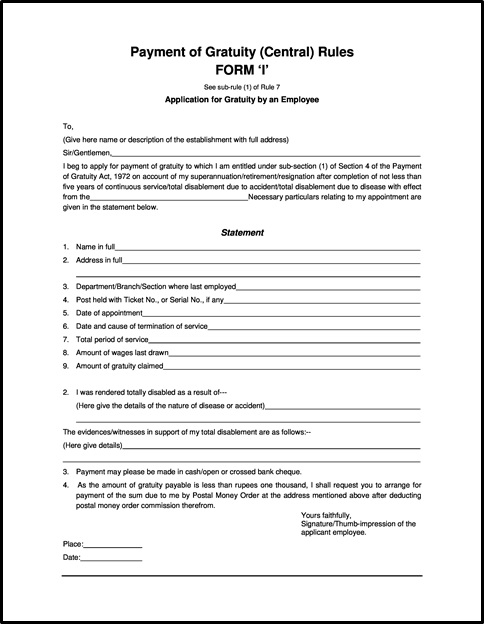 Payment of Gratuity (Central) Rules
FORM ‘I’
See sub-rule (1) of Rule 7
Application for Gratuity by an Employee
To,
(Give here name or description of the establishment with full address)
Sir/Gentlemen,
I beg to apply for payment of gratuity to which I am entitled under sub-section (1) of Section 4 of the Payment
of Gratuity Act, 1972 on account of my superannuation/retirement/resignation after completion of not less than
five years of continuous service/total disablement due to accident/total disablement due to disease with effect
from the Necessary particulars relating to my appointment are
given in the statement below.
Statement
1. Name in full
2. Address in full
3. Department/Branch/Section where last employed
4. Post held with Ticket No., or Serial No., if any
5. Date of appointment
6. Date and cause of termination of service
7. Total period of service
8. Amount of wages last drawn
9. Amount of gratuity claimed
2. I was rendered totally disabled as a result of---
(Here give the details of the nature of disease or accident)
The evidences/witnesses in support of my total disablement are as follows:--
(Here give details)
3. Payment may please be made in cash/open or crossed bank cheque.
4. As the amount of gratuity payable is less than rupees one thousand, I shall request you to arrange for
payment of the sum due to me by Postal Money Order at the address mentioned above after deducting
postal money order commission therefrom.
Yours faithfully,
Signature/Thumb-impression of the
applicant employee.
Place:
Date: